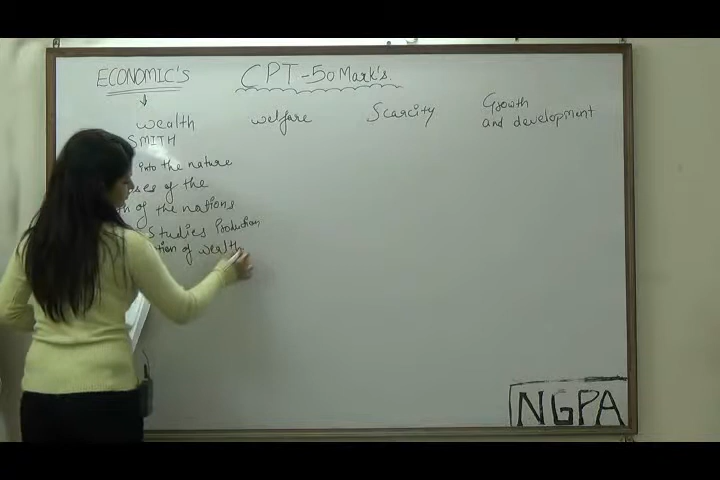 ECONOMIC'S
CPT - 50 Mark's.
wealth
welfare
Scarcity
Growth
and development
SMITH
into the nature
of the
of the nations
Studies Production
of wealth
NGPA